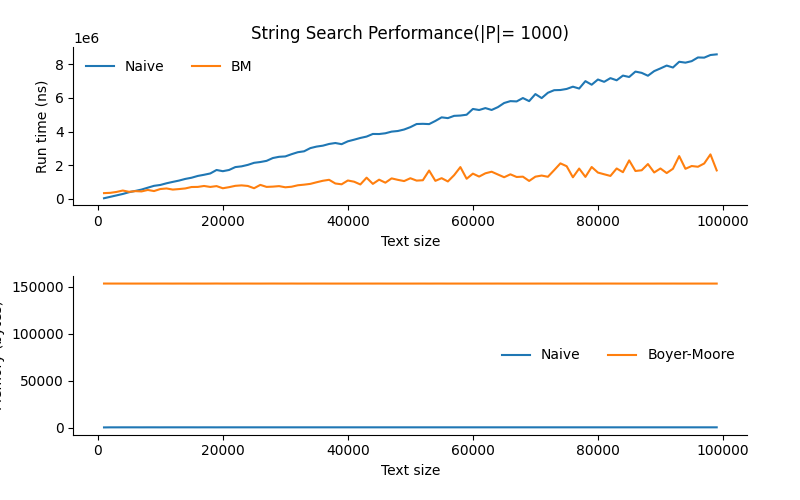 String Search Performance(|P|= 1000)
1e6
8
6
4
2
0
Run time (ns)
Naive
BM
0 20000 40000 60000 80000 100000
Text size
150000
100000
50000
0
Naive
Boyer-Moore
0 20000 40000 60000 80000 100000
Text size